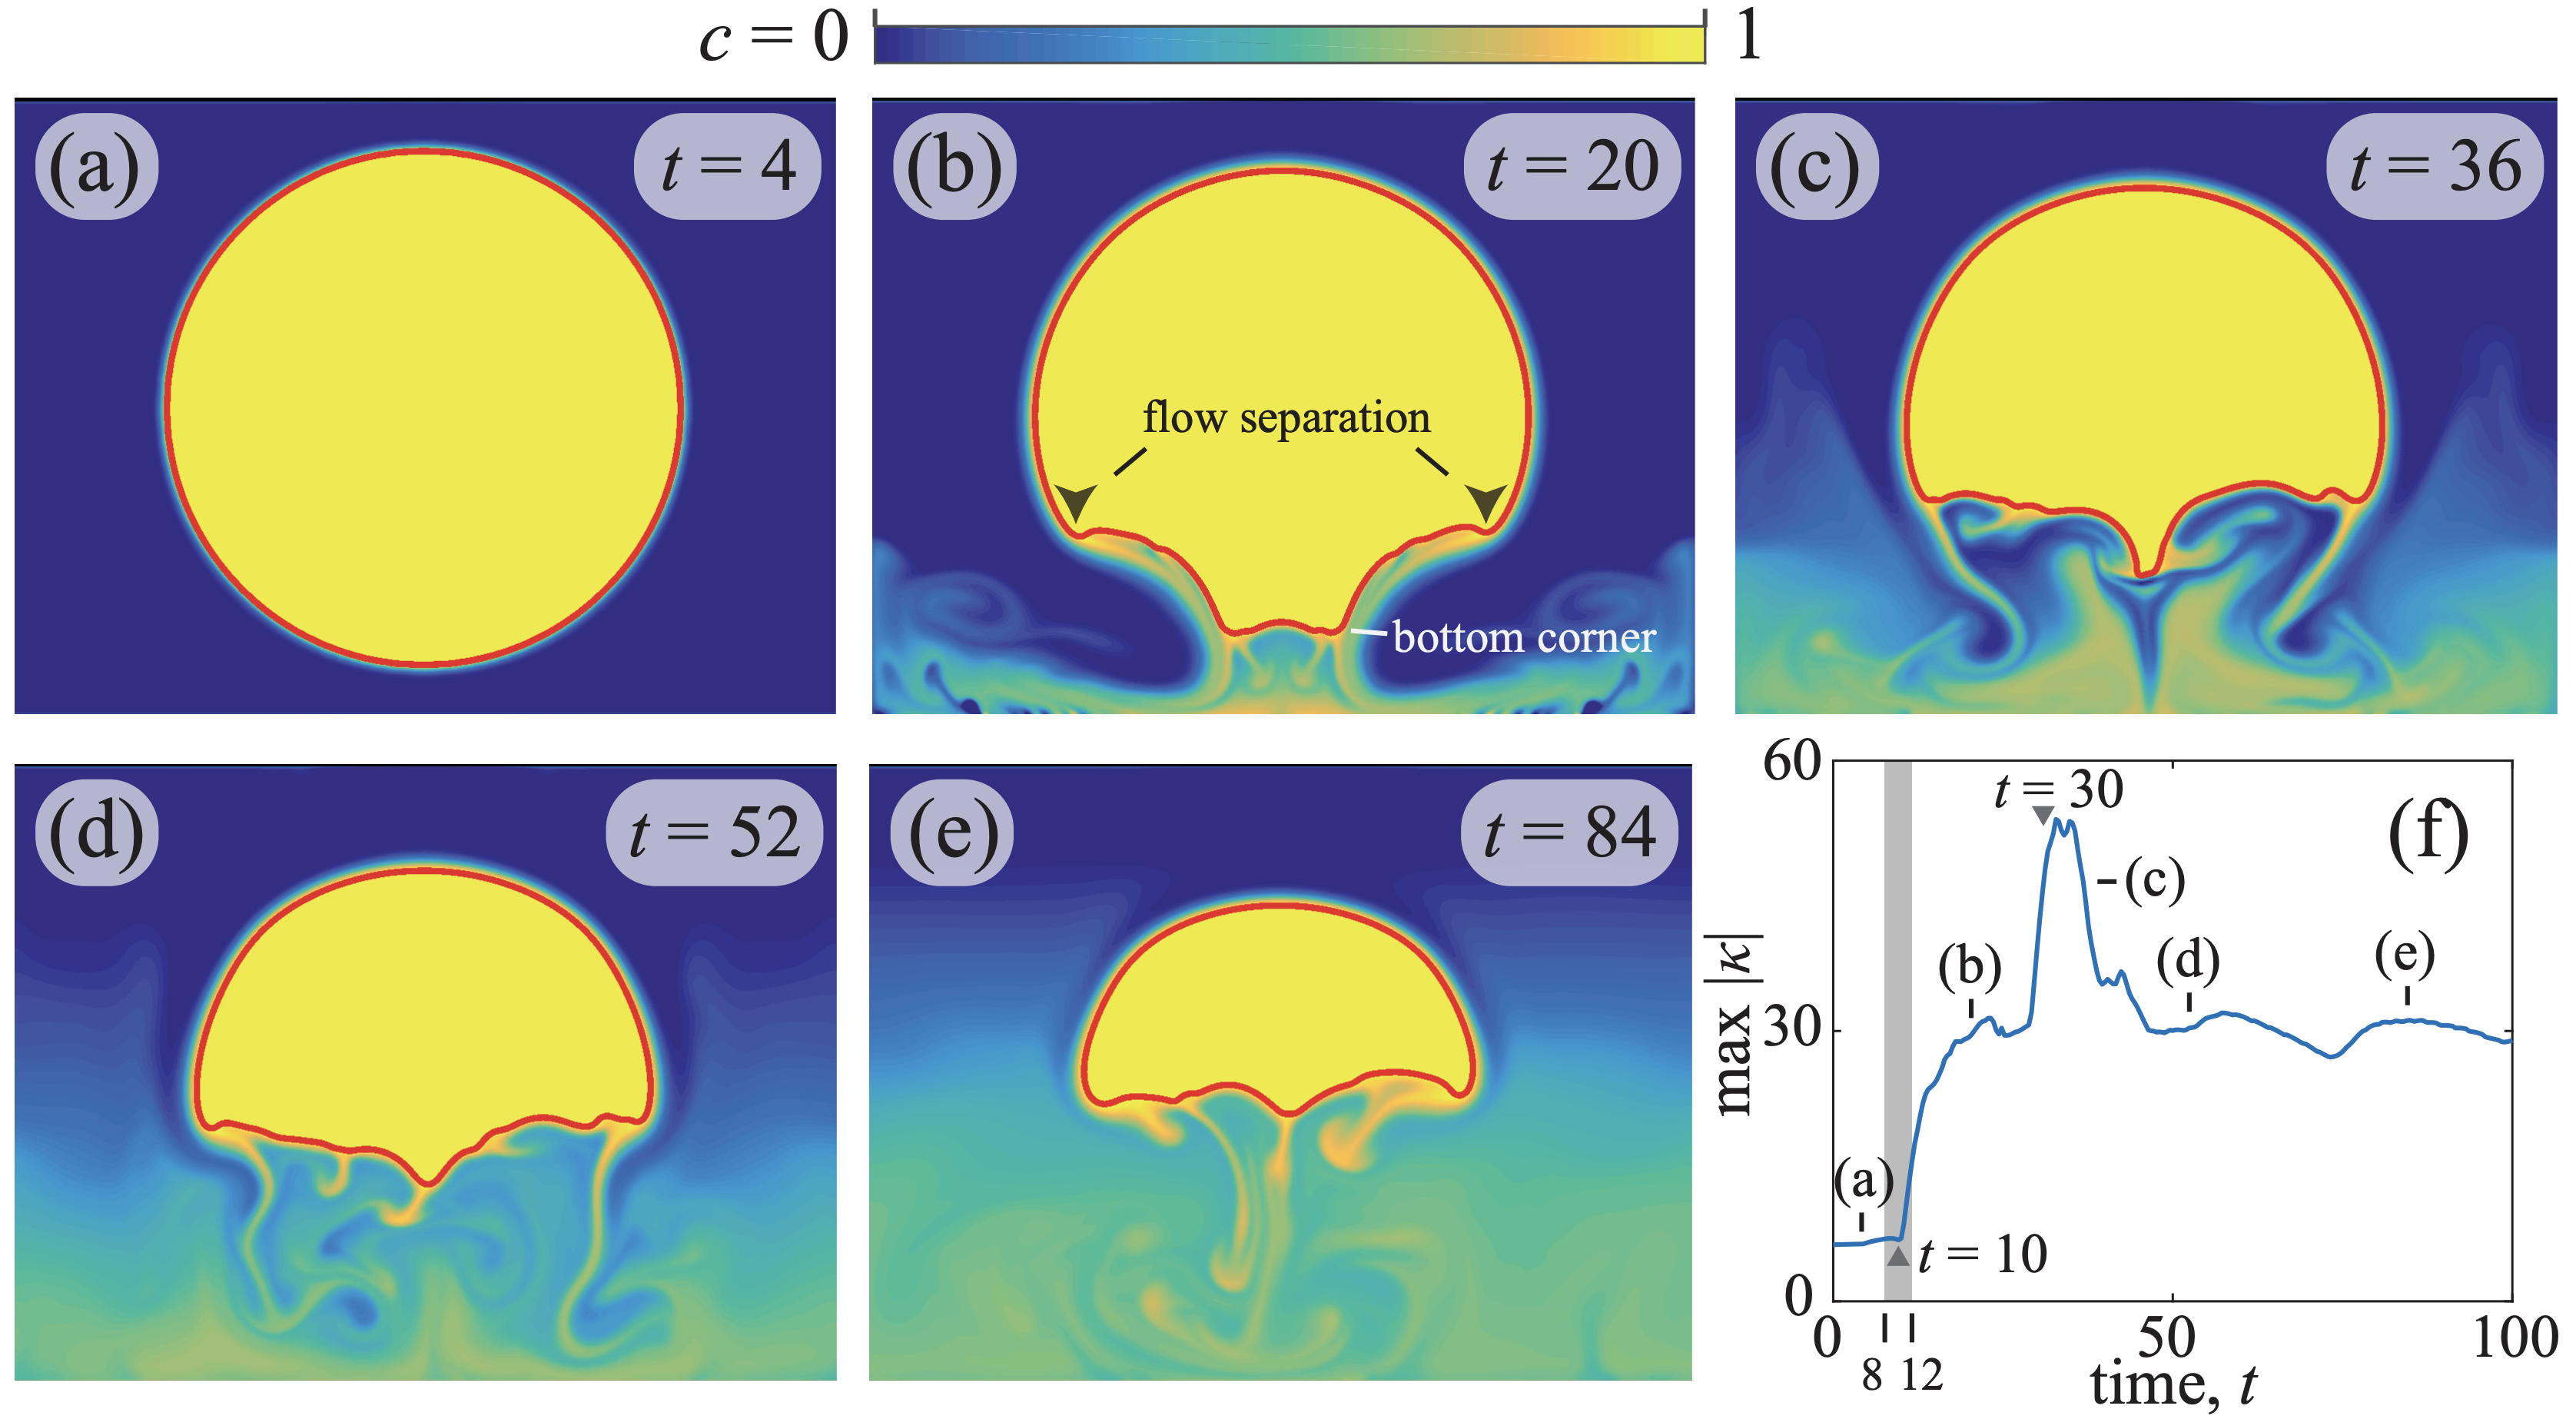 c = 0
1
(a)
t = 4
(b)
t = 20
flow separation
bottom corner
(c)
t = 36
(d)
t = 52
(e)
t = 84
60
t = 30
(f)
(c)
(b)
(d)
(e)
max |κ|
30
(a)
t = 10
0
0
50
100
8
12
time, t